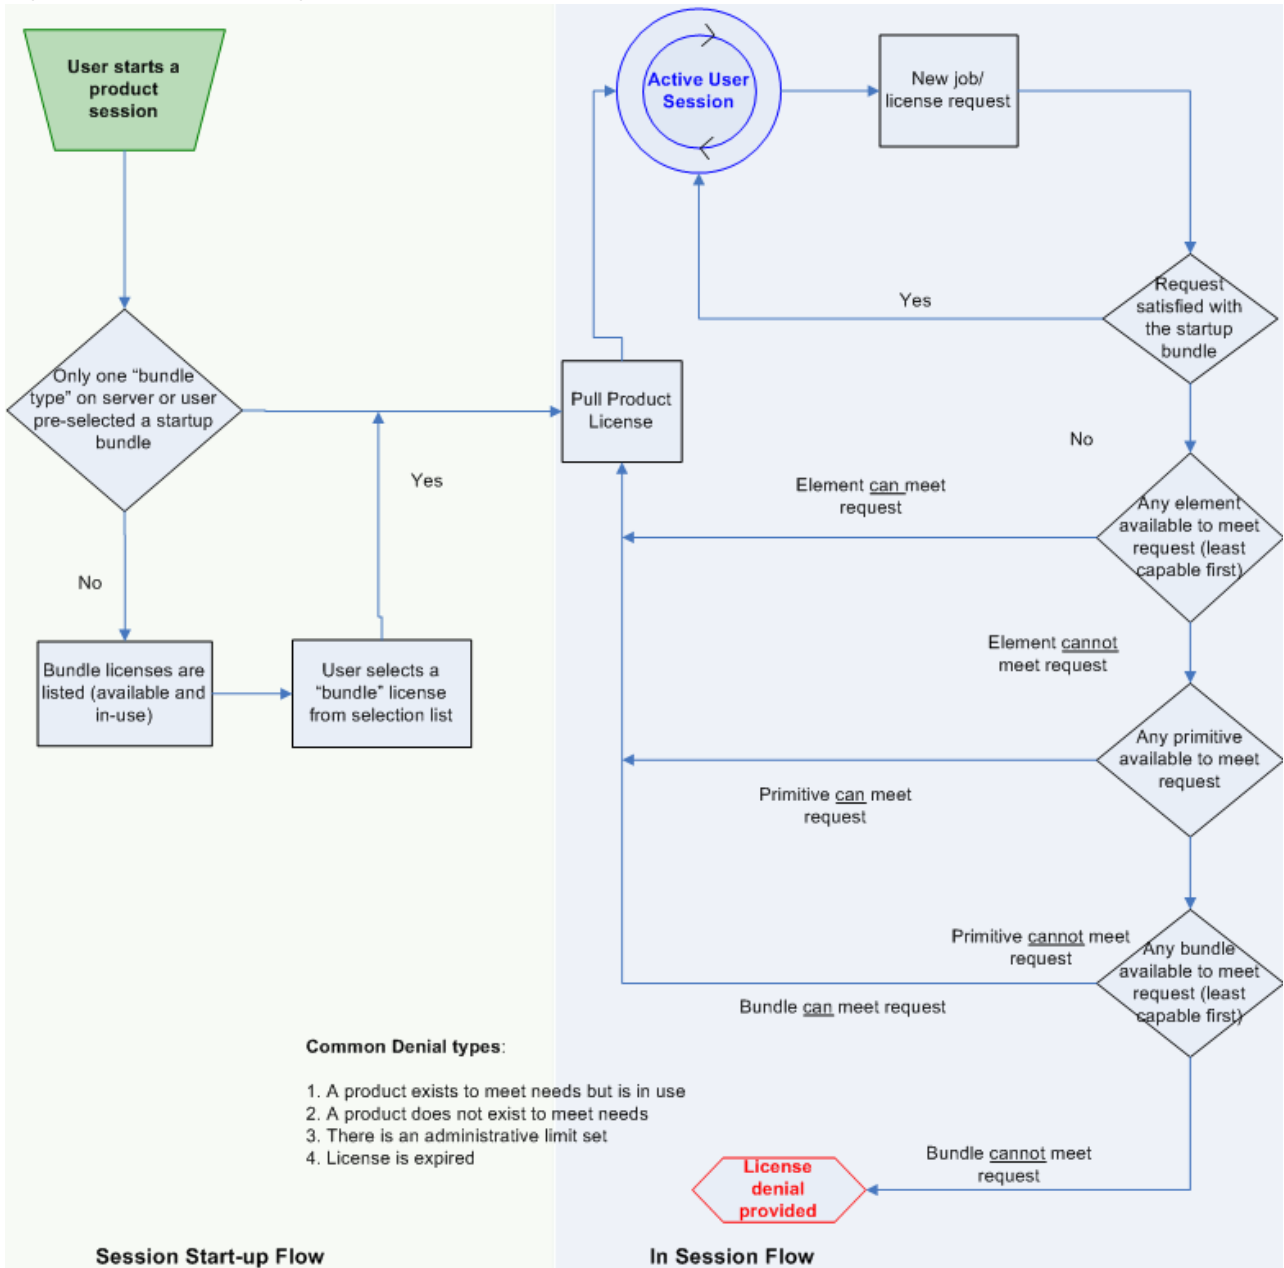 User starts a
product
session
Only one “bundle
type” on server or user
pre-selected a startup
bundle
Yes
No
Bundle licenses are
listed (available and
in-use)
User selects a
“bundle” license
from selection list
Common Denial types:
1. A product exists to meet needs but is in use
2. A product does not exist to meet needs
3. There is an administrative limit set
4. License is expired
Session Start-up Flow
Active User
Session
New job/
license request
Request
satisfied with
the startup
bundle
Yes
No
Pull Product
License
Element can meet
request
Any element
available to meet
request (least
capable first)
Element cannot
meet request
Any primitive
available to meet
request
Primitive can meet
request
Primitive cannot meet
request
Any bundle
available to meet
request (least
capable first)
Bundle can meet request
Bundle cannot meet
request
License
denial
provided
In Session Flow